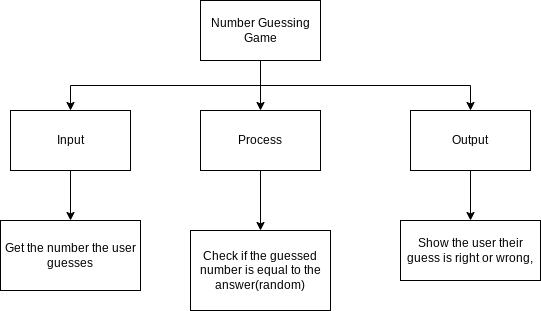 Number Guessing
Game
Input
Process
Output
Get the number the user
guesses
Check if the guessed
number is equal to the
answer(random)
Show the user their
guess is right or wrong,